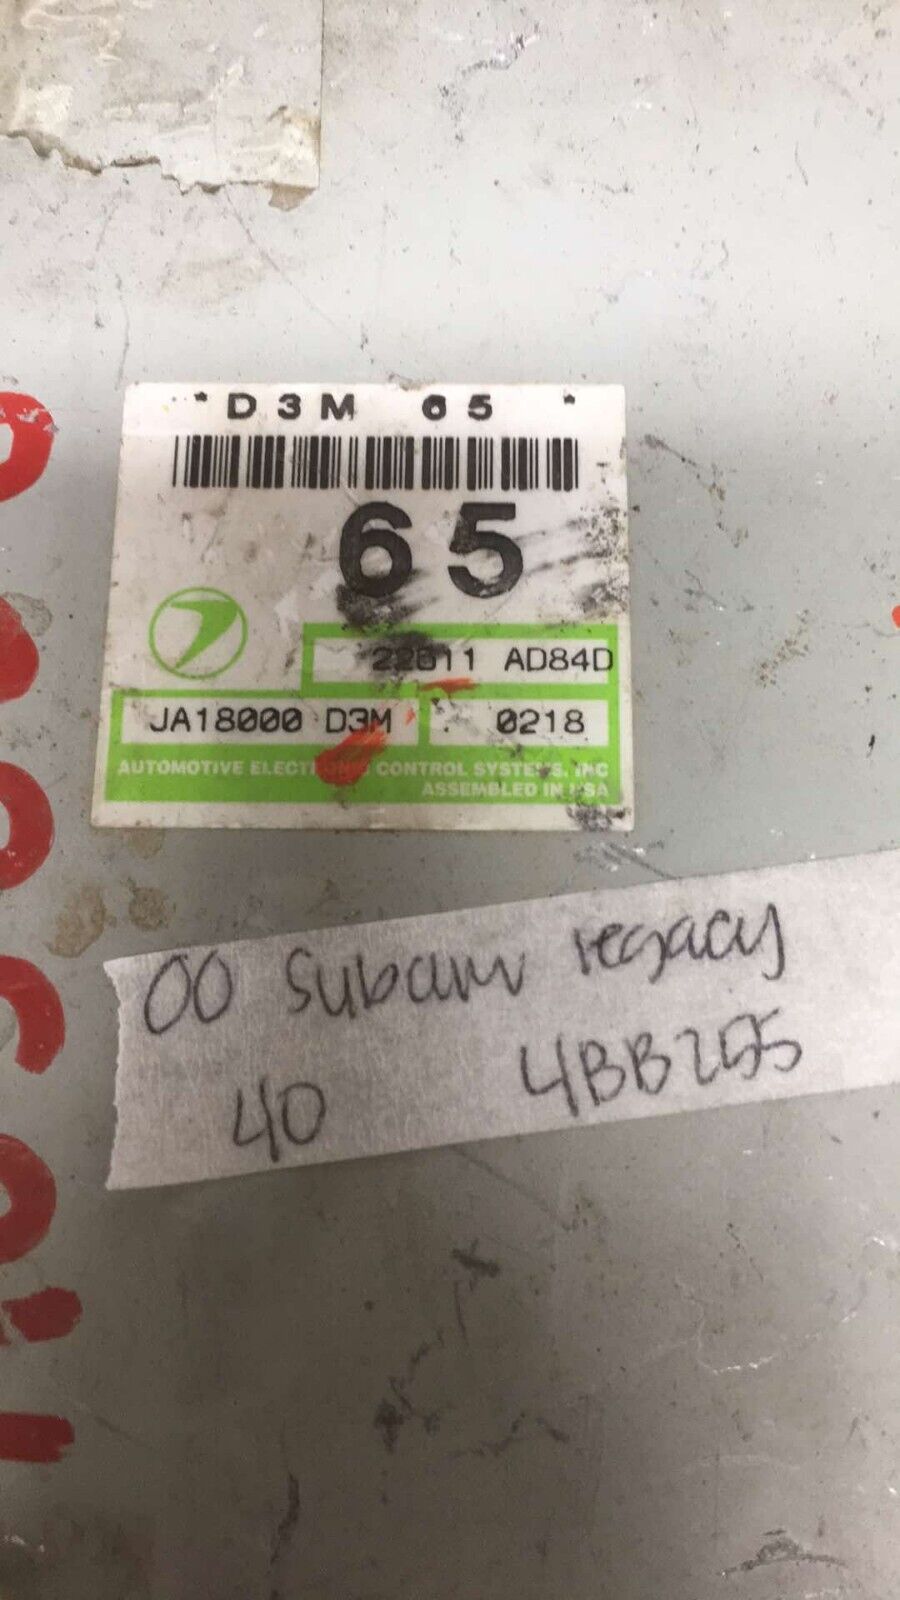 * D3M 65 *
65
22611 AD84D
JA18000 D3M
0218
AUTOMOTIVE ELECTRONIC CONTROL SYSTEMS, INC
ASSEMBLED IN USA
00 Subaru legacy
40 4BB255